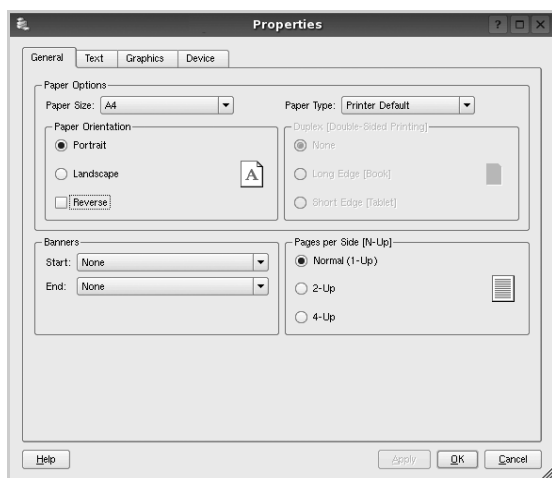 Properties
General Text Graphics Device
Paper Options
Paper Size: A4
Paper Type: Printer Default
Paper Orientation
Portrait
Landscape
Reverse
A
Duplex [Double-Sided Printing]
None
Long Edge [Book]
Short Edge [Tablet]
Banners
Start: None
End: None
Pages per Side [N-Up]
Normal (1-Up)
2-Up
4-Up
Help Apply OK Cancel